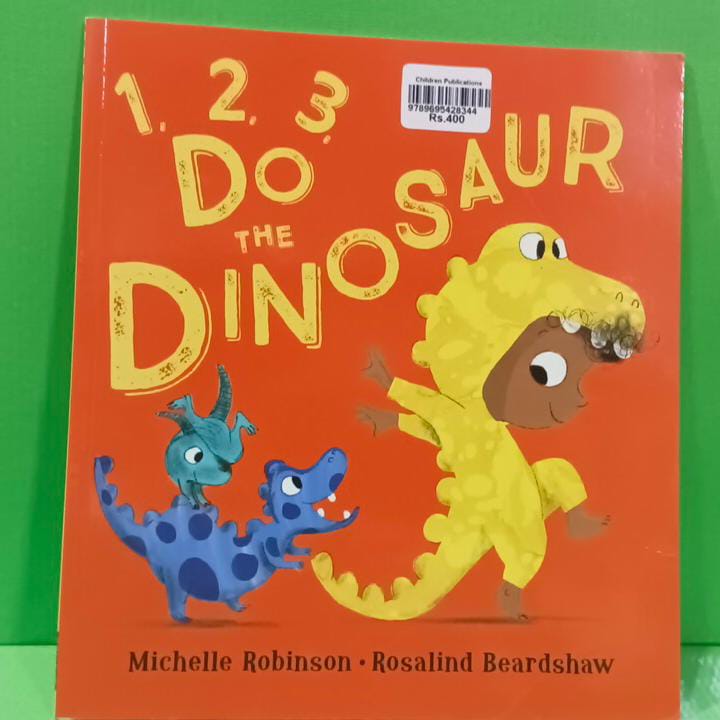 1, 2, 3,
DO
THE
DINOSAUR
Children Publications
9789695428344
Rs.400
Michelle Robinson • Rosalind Beardshaw